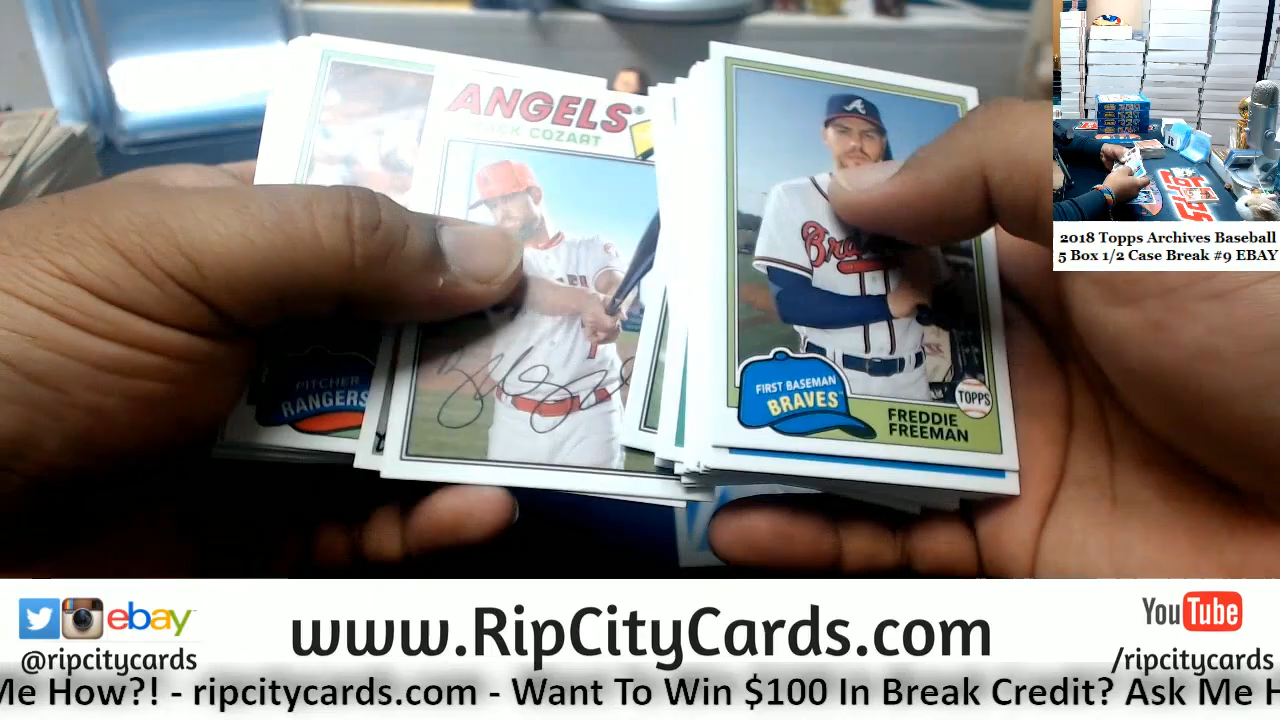 ANGELS
COZART
PITCHER
RANGERS
FIRST BASEMAN
BRAVES
TOPPS
FREDDIE
FREEMAN
2018 Topps Archives Baseball
5 Box 1/2 Case Break #9 EBAY
ebay
@ripcitycards
www.RipCityCards.com
YouTube
/ripcitycards
Me How?! - ripcitycards.com - Want To Win $100 In Break Credit? Ask Me H